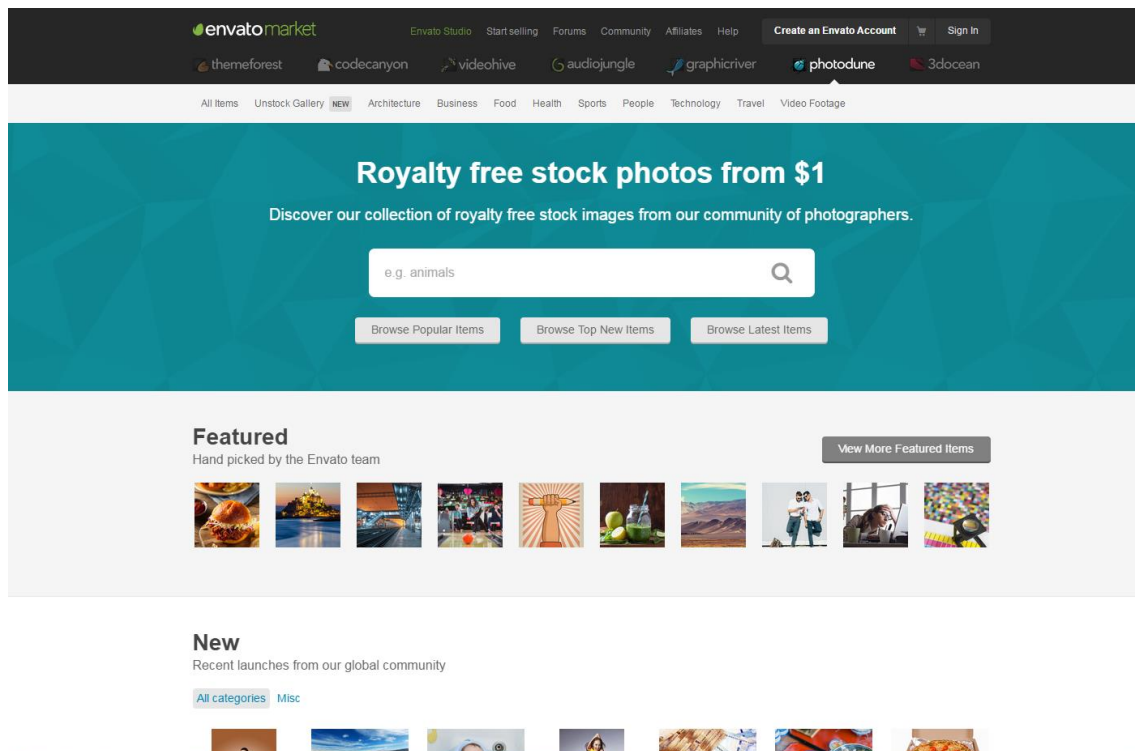 envatomarket
Envato Studio Start selling Forums Community Affiliates Help Create an Envato Account Sign In
themeforest codecanyon videohive audiojungle graphicriver photodune 3docean
All Items Unstock Gallery NEW Architecture Business Food Health Sports People Technology Travel Video Footage
Royalty free stock photos from $1
Discover our collection of royalty free stock images from our community of photographers.
e.g. animals
Browse Popular Items Browse Top New Items Browse Latest Items
Featured
Hand picked by the Envato team
View More Featured Items
New
Recent launches from our global community
All categories Misc